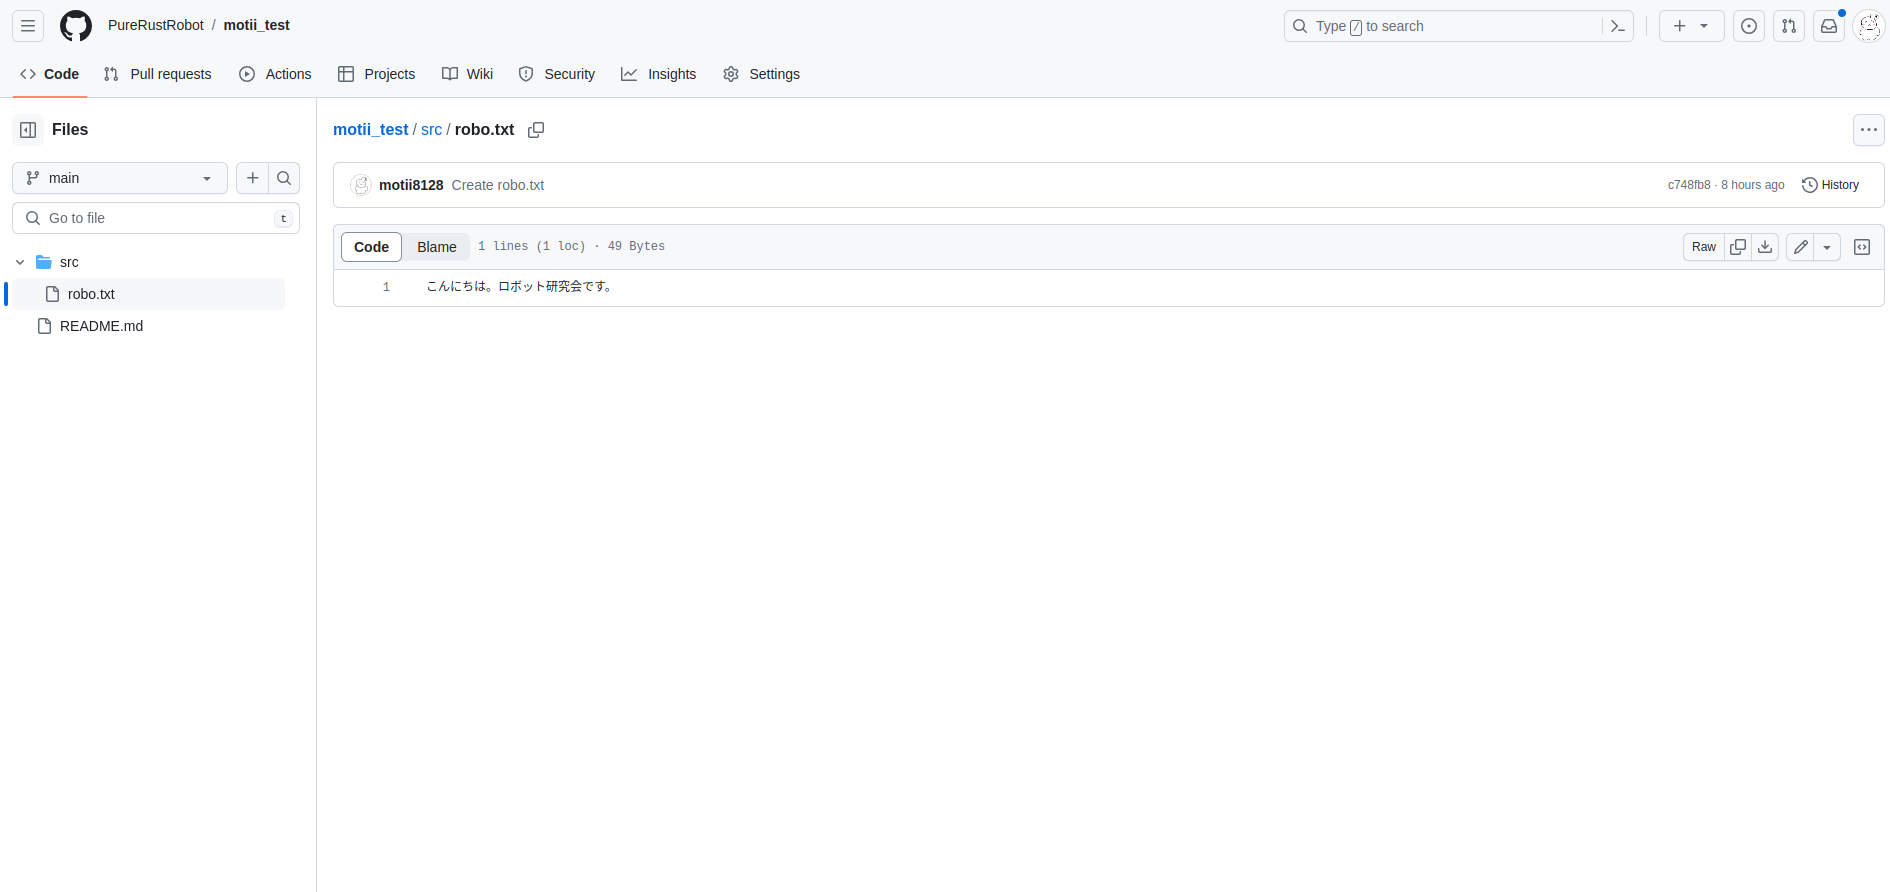 PureRustRobot / motii_test
Type / to search
Code
Pull requests
Actions
Projects
Wiki
Security
Insights
Settings
Files
main
Go to file
t
src
robo.txt
README.md
motii_test / src / robo.txt
motii8128 Create robo.txt
c748fb8 · 8 hours ago
History
Code
Blame
1 lines (1 loc) · 49 Bytes
Raw
1 こんにちは。ロボット研究会です。